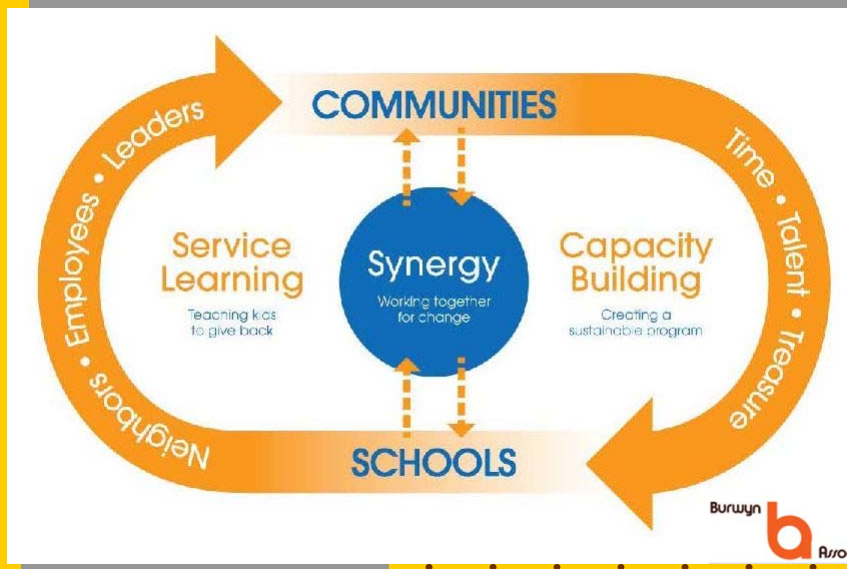 COMMUNITIES
Neighbors • Employees • Leaders
Time • Talent • Treasure
Service
Learning
Teaching kids
to give back
Synergy
Working together
for change
Capacity
Building
Creating a
sustainable program
SCHOOLS
Burwyn
ba